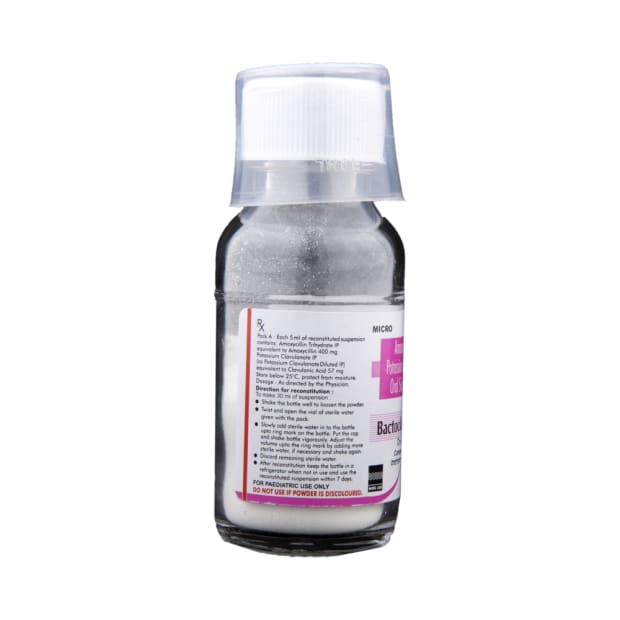 Rx
Pack A : Each 5 ml of reconstituted suspension
contains: Amoxycillin Trihydrate IP
equivalent to Amoxycillin 400 mg
Potassium Clavulanate IP
(as Potassium Clavulanate Diluted IP)
equivalent to Clavulanic Acid 57 mg
Store below 25°C, protect from moisture.
Dosage : As directed by the Physician.
Direction for reconstitution :
To make 30 ml of suspension :
● Shake the bottle well to loosen the powder.
● Twist and open the vial of sterile water
given with the pack.
● Slowly add sterile water in to the bottle
upto ring mark on the bottle. Put the cap
and shake bottle vigorously. Adjust the
volume upto the ring mark by adding more
sterile water, if necessary and shake again
● Discard remaining sterile water.
● After reconstitution keep the bottle in a
refrigerator when not in use and use the
reconstituted suspension within 7 days.
FOR PAEDIATRIC USE ONLY
DO NOT USE IF POWDER IS DISCOLOURED.
MICRO